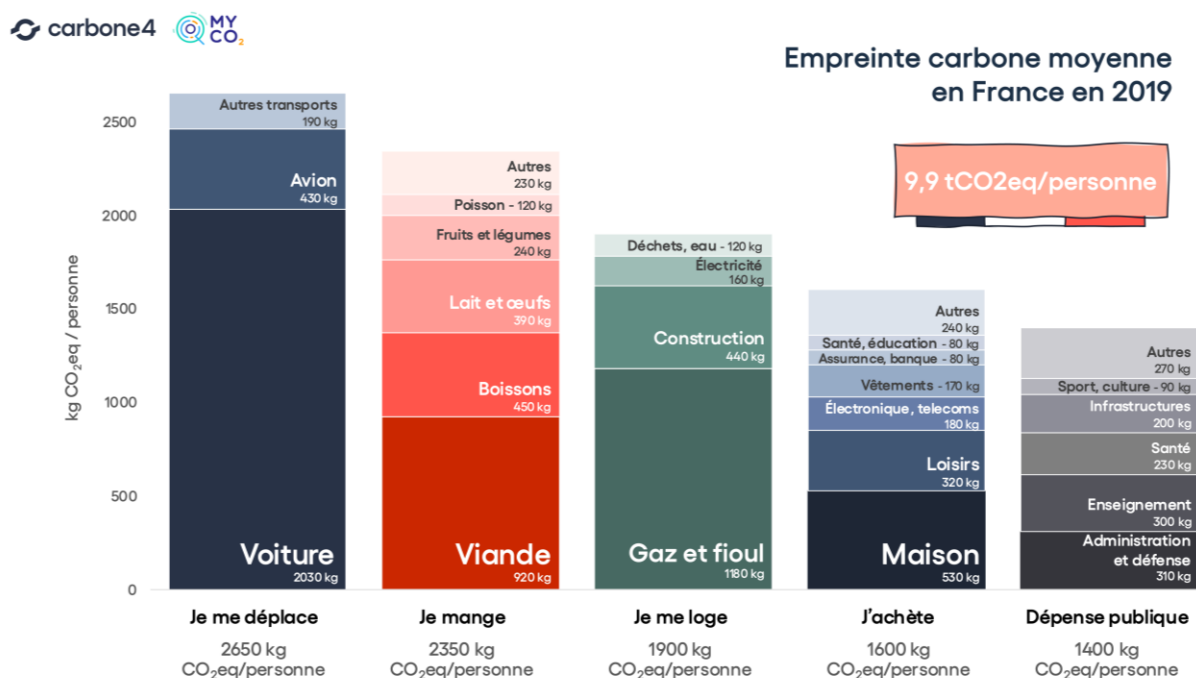 carbone4
MY
CO₂
Empreinte carbone moyenne
en France en 2019
9,9 tCO2eq/personne
kg CO₂eq / personne
2500
2000
1500
1000
500
0
Autres transports
190 kg
Avion
430 kg
Voiture
2030 kg
Autres
230 kg
Poisson - 120 kg
Fruits et légumes
240 kg
Lait et œufs
390 kg
Boissons
450 kg
Viande
920 kg
Déchets, eau - 120 kg
Électricité
160 kg
Construction
440 kg
Gaz et fioul
1180 kg
Autres
240 kg
Santé, éducation - 80 kg
Assurance, banque - 80 kg
Vêtements - 170 kg
Électronique, telecoms
180 kg
Loisirs
320 kg
Maison
530 kg
Autres
270 kg
Sport, culture - 90 kg
Infrastructures
200 kg
Santé
230 kg
Enseignement
300 kg
Administration
et défense
310 kg
Je me déplace
2650 kg
CO₂eq/personne
Je mange
2350 kg
CO₂eq/personne
Je me loge
1900 kg
CO₂eq/personne
J'achète
1600 kg
CO₂eq/personne
Dépense publique
1400 kg
CO₂eq/personne